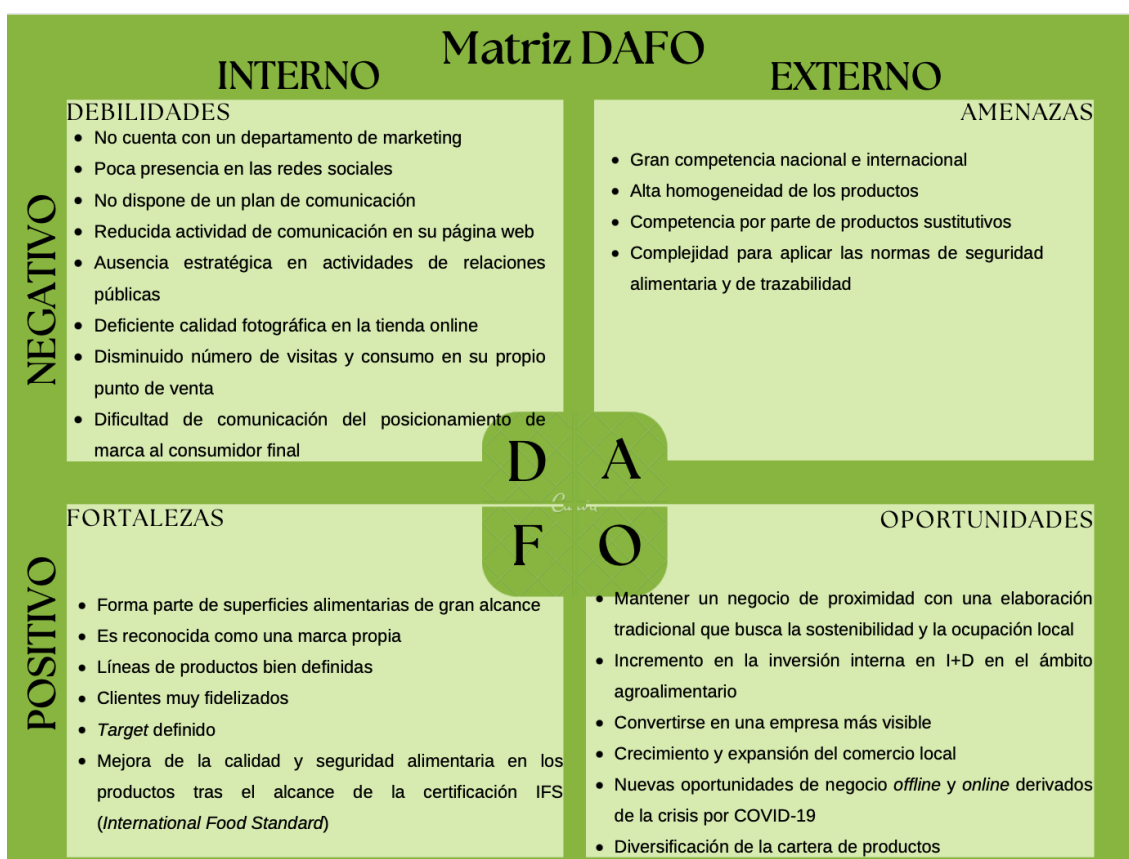 Matriz DAFO
INTERNO
EXTERNO
NEGATIVO
DEBILIDADES
• No cuenta con un departamento de marketing
• Poca presencia en las redes sociales
• No dispone de un plan de comunicación
• Reducida actividad de comunicación en su página web
• Ausencia estratégica en actividades de relaciones
públicas
• Deficiente calidad fotográfica en la tienda online
• Disminuido número de visitas y consumo en su propio
punto de venta
• Dificultad de comunicación del posicionamiento de
marca al consumidor final
AMENAZAS
• Gran competencia nacional e internacional
• Alta homogeneidad de los productos
• Competencia por parte de productos sustitutivos
• Complejidad para aplicar las normas de seguridad
alimentaria y de trazabilidad
D A
Canva
F O
POSITIVO
FORTALEZAS
• Forma parte de superficies alimentarias de gran alcance
• Es reconocida como una marca propia
• Líneas de productos bien definidas
• Clientes muy fidelizados
• Target definido
• Mejora de la calidad y seguridad alimentaria en los
productos tras el alcance de la certificación IFS
(International Food Standard)
OPORTUNIDADES
• Mantener un negocio de proximidad con una elaboración
tradicional que busca la sostenibilidad y la ocupación local
• Incremento en la inversión interna en I+D en el ámbito
agroalimentario
• Convertirse en una empresa más visible
• Crecimiento y expansión del comercio local
• Nuevas oportunidades de negocio offline y online derivados
de la crisis por COVID-19
• Diversificación de la cartera de productos